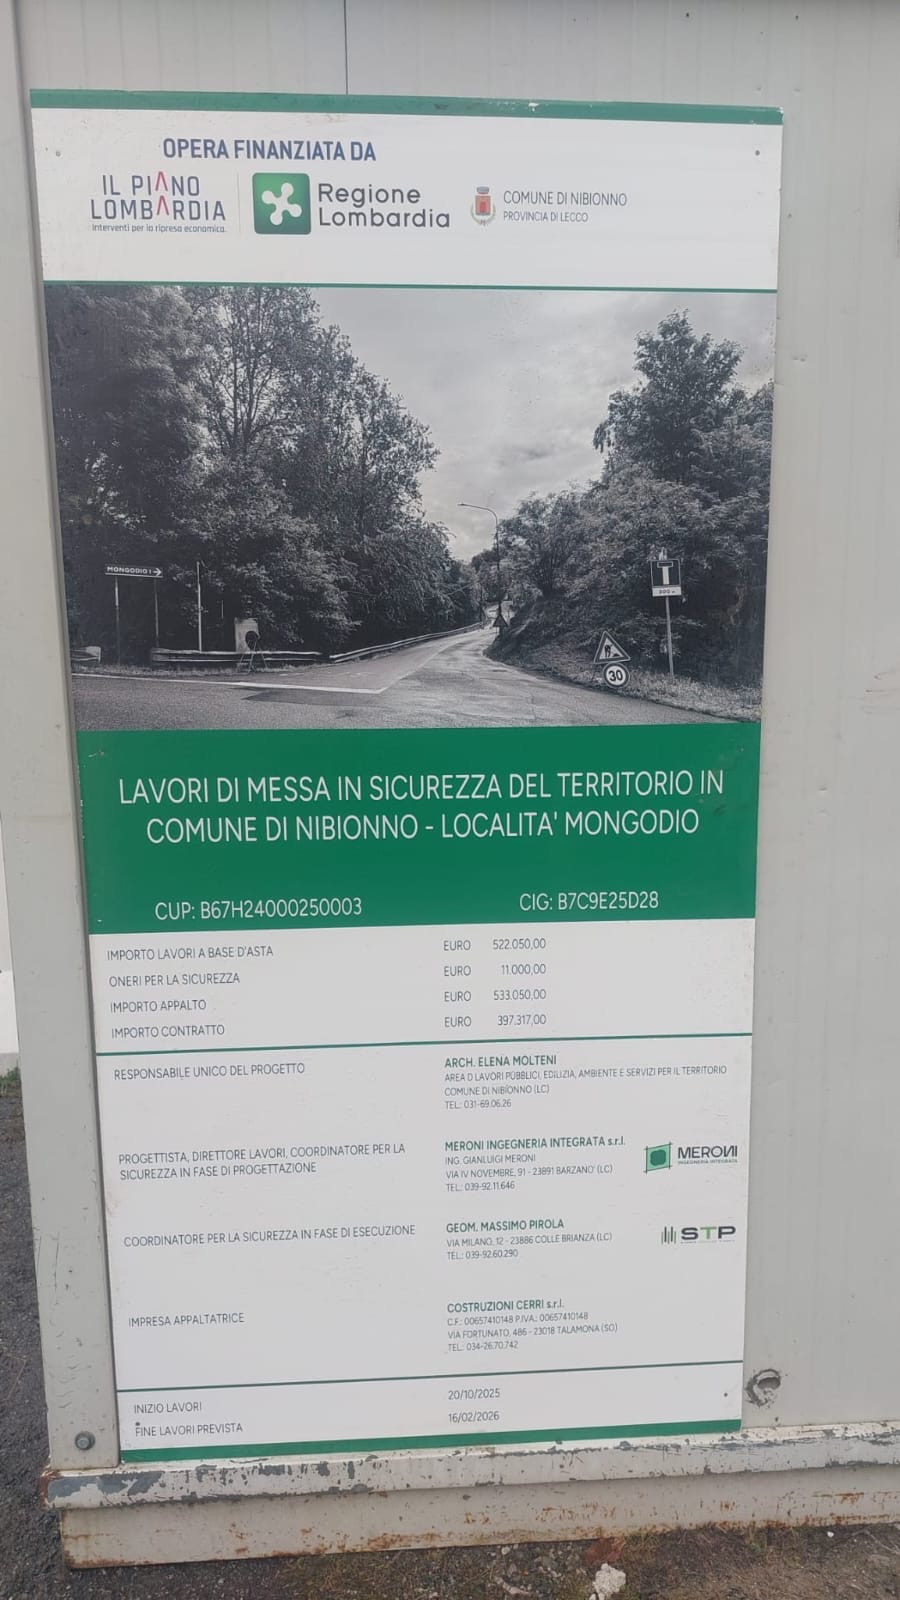 OPERA FINANZIATA DA
IL PIANO
LOMBARDIA
interventi per la ripresa economica.
Regione
Lombardia
COMUNE DI NIBIONNO
PROVINCIA DI LECCO
MONGODIO 1
200 m
30
LAVORI DI MESSA IN SICUREZZA DEL TERRITORIO IN
COMUNE DI NIBIONNO - LOCALITA' MONGODIO
CUP: B67H24000250003
CIG: B7C9E25D28
IMPORTO LAVORI A BASE D'ASTA EURO 522.050,00
ONERI PER LA SICUREZZA EURO 11.000,00
IMPORTO APPALTO EURO 533.050,00
IMPORTO CONTRATTO EURO 397.317,00
RESPONSABILE UNICO DEL PROGETTO
ARCH. ELENA MOLTENI
AREA D LAVORI PUBBLICI, EDILIZIA, AMBIENTE E SERVIZI PER IL TERRITORIO
COMUNE DI NIBIONNO (LC)
TEL.: 031-69.06.26
PROGETTISTA, DIRETTORE LAVORI, COORDINATORE PER LA
SICUREZZA IN FASE DI PROGETTAZIONE
MERONI INGEGNERIA INTEGRATA s.r.l.
ING. GIANLUIGI MERONI
VIA IV NOVEMBRE, 91 - 23891 BARZANO' (LC)
TEL.: 039-92.11.646
MERONI
INGEGNERIA INTEGRATA
COORDINATORE PER LA SICUREZZA IN FASE DI ESECUZIONE
GEOM. MASSIMO PIROLA
VIA MILANO, 12 - 23886 COLLE BRIANZA (LC)
TEL.: 039-92.60.290
STP
IMPRESA APPALTATRICE
COSTRUZIONI CERRI s.r.l.
C.F.: 00657410148 P.IVA.: 00657410148
VIA FORTUNATO, 486 - 23018 TALAMONA (SO)
TEL.: 034-26.70.742
INIZIO LAVORI 20/10/2025
FINE LAVORI PREVISTA 16/02/2026